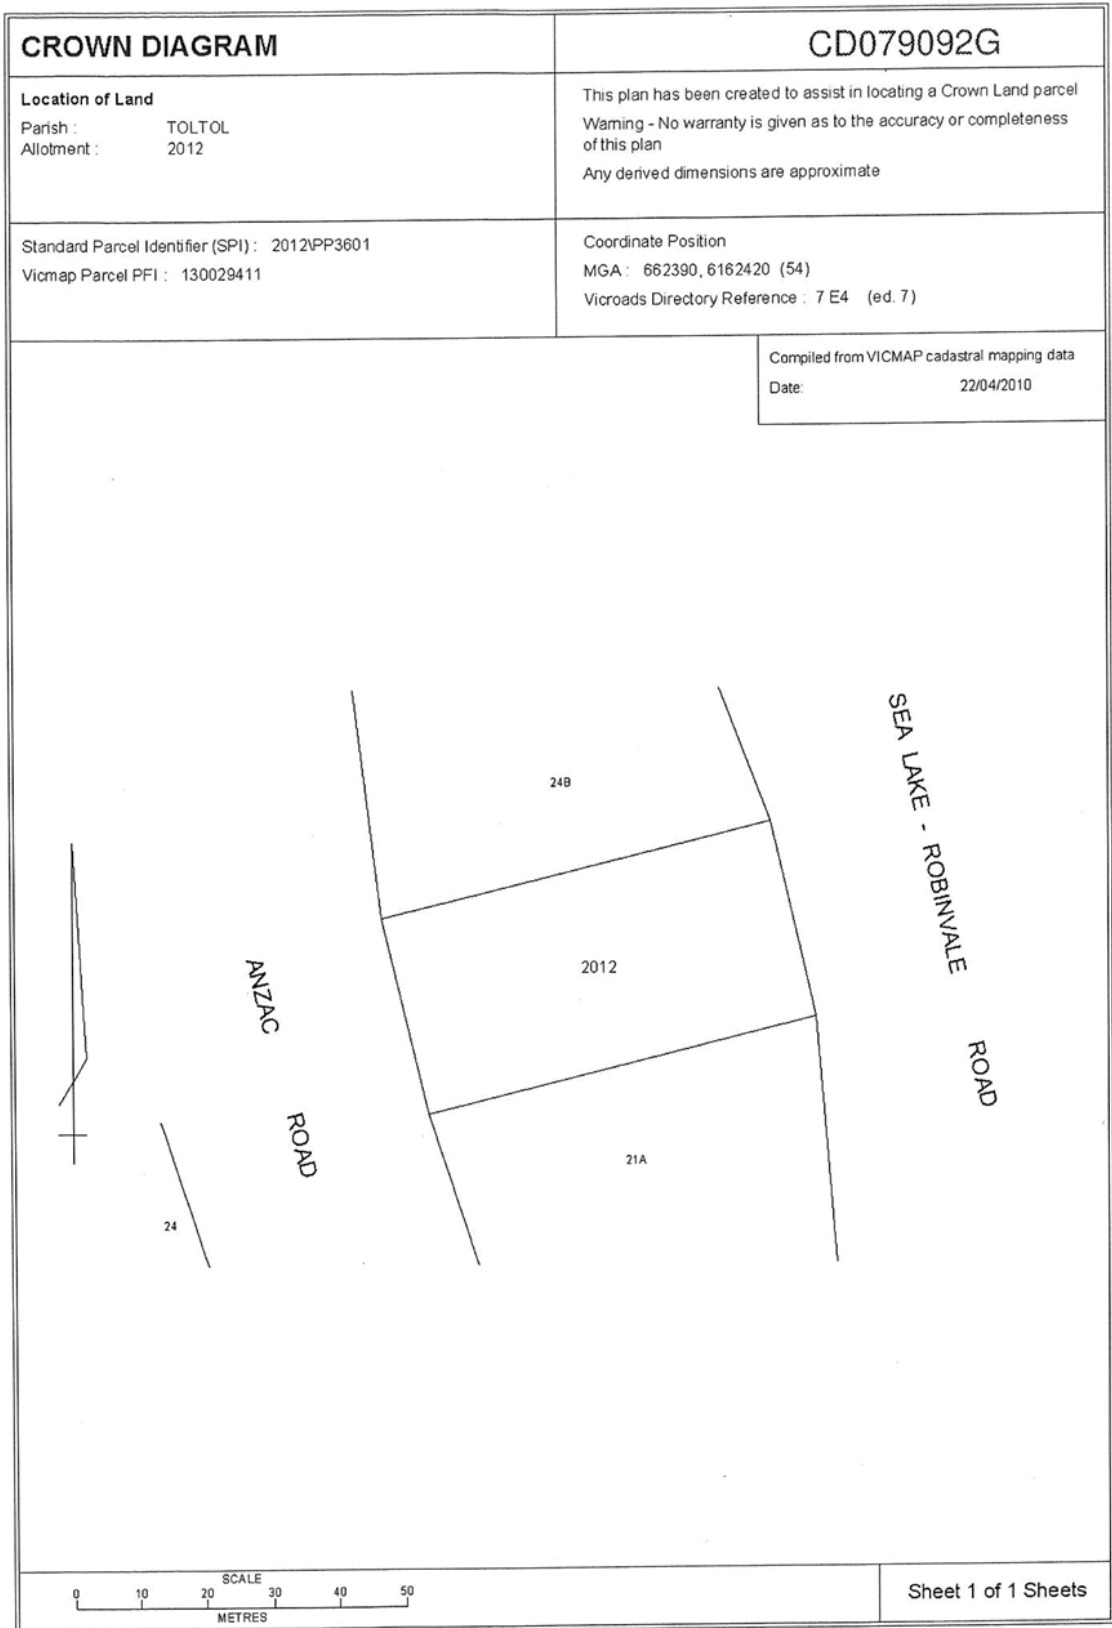 CROWN DIAGRAM
CD079092G
Location of Land
Parish : TOLTOL
Allotment : 2012
This plan has been created to assist in locating a Crown Land parcel
Warning - No warranty is given as to the accuracy or completeness
of this plan
Any derived dimensions are approximate
Standard Parcel Identifier (SPI) : 2012\PP3601
Vicmap Parcel PFI : 130029411
Coordinate Position
MGA : 662390, 6162420 (54)
Vicroads Directory Reference : 7 E4 (ed. 7)
Compiled from VICMAP cadastral mapping data
Date: 22/04/2010
24B
SEA LAKE - ROBINVALE ROAD
2012
ANZAC ROAD
21A
24
SCALE
0 10 20 30 40 50
METRES
Sheet 1 of 1 Sheets